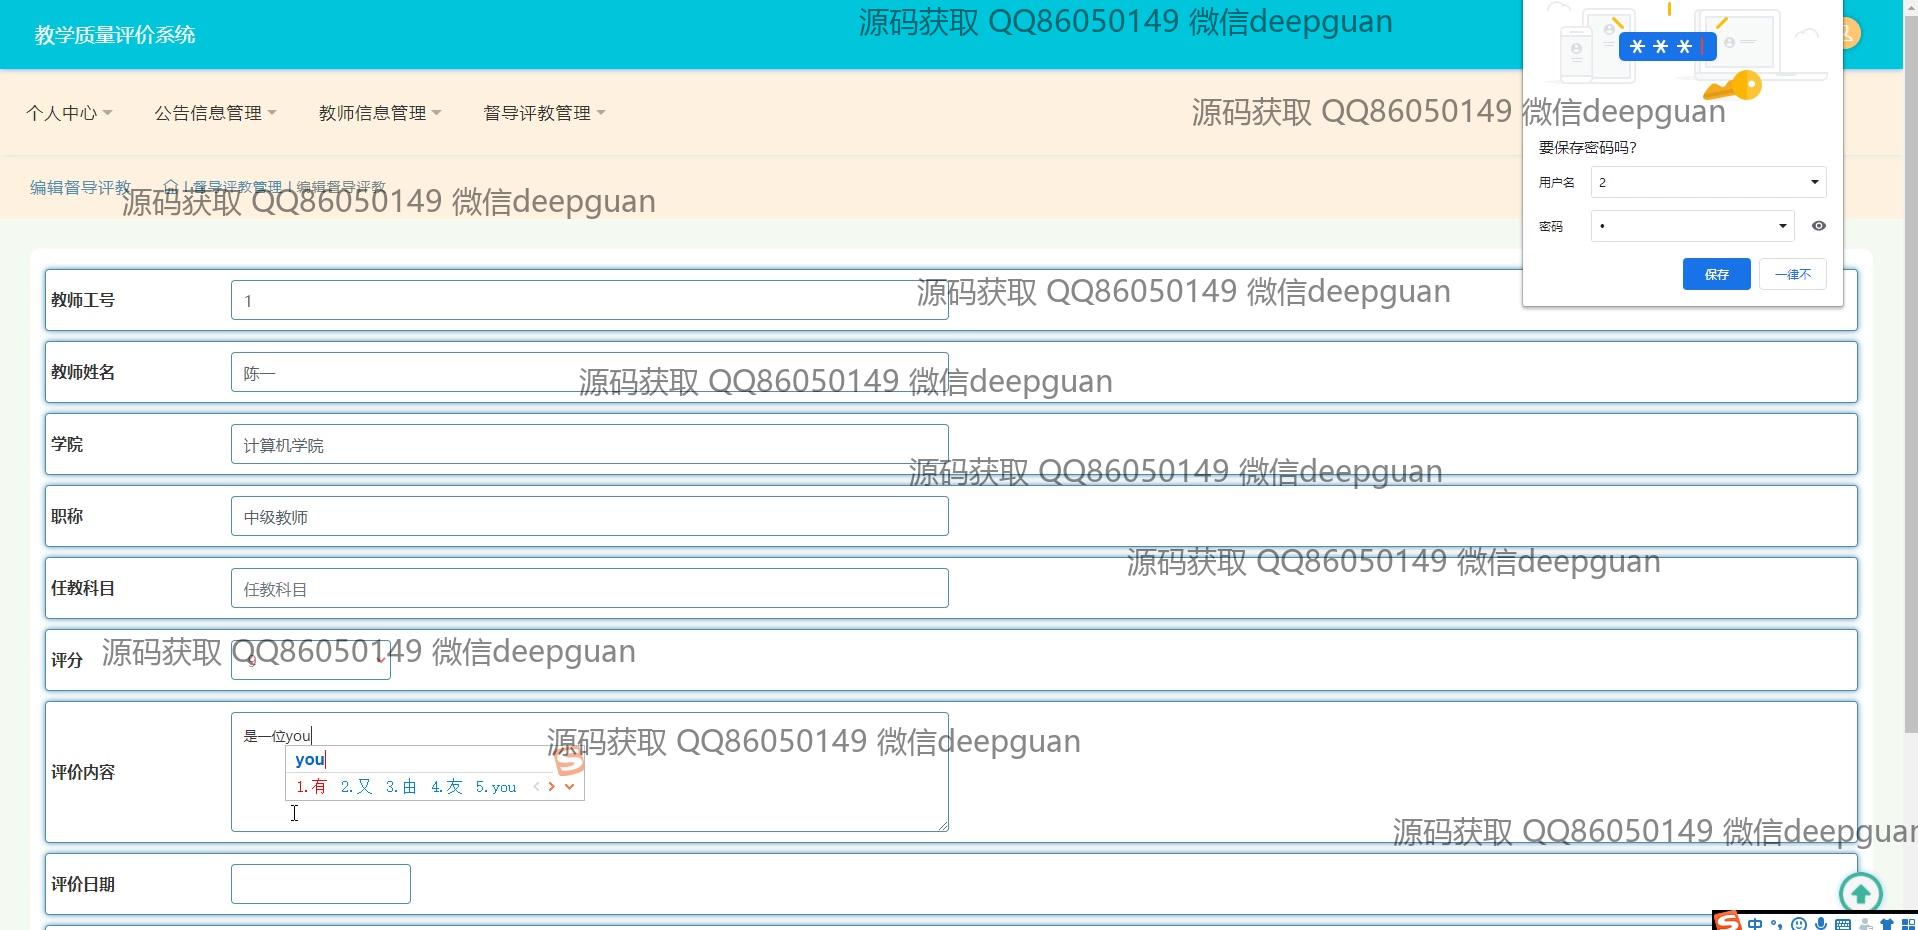 教学质量评价系统
源码获取 QQ86050149 微信deepguan
***
个人中心
公告信息管理
教师信息管理
督导评教管理
源码获取 QQ86050149 微信deepguan
要保存密码吗?
用户名
2
密码
•
保存
一律不
编辑督导评教
| 督导评教管理 | 编辑督导评教
源码获取 QQ86050149 微信deepguan
教师工号
1
源码获取 QQ86050149 微信deepguan
教师姓名
陈一
源码获取 QQ86050149 微信deepguan
学院
计算机学院
源码获取 QQ86050149 微信deepguan
职称
中级教师
源码获取 QQ86050149 微信deepguan
任教科目
任教科目
评分
9
源码获取 QQ86050149 微信deepguan
评价内容
是一位you
源码获取 QQ86050149 微信deepguan
you
1.有 2.又 3.由 4.友 5.you
源码获取 QQ86050149 微信deepguan
评价日期
中